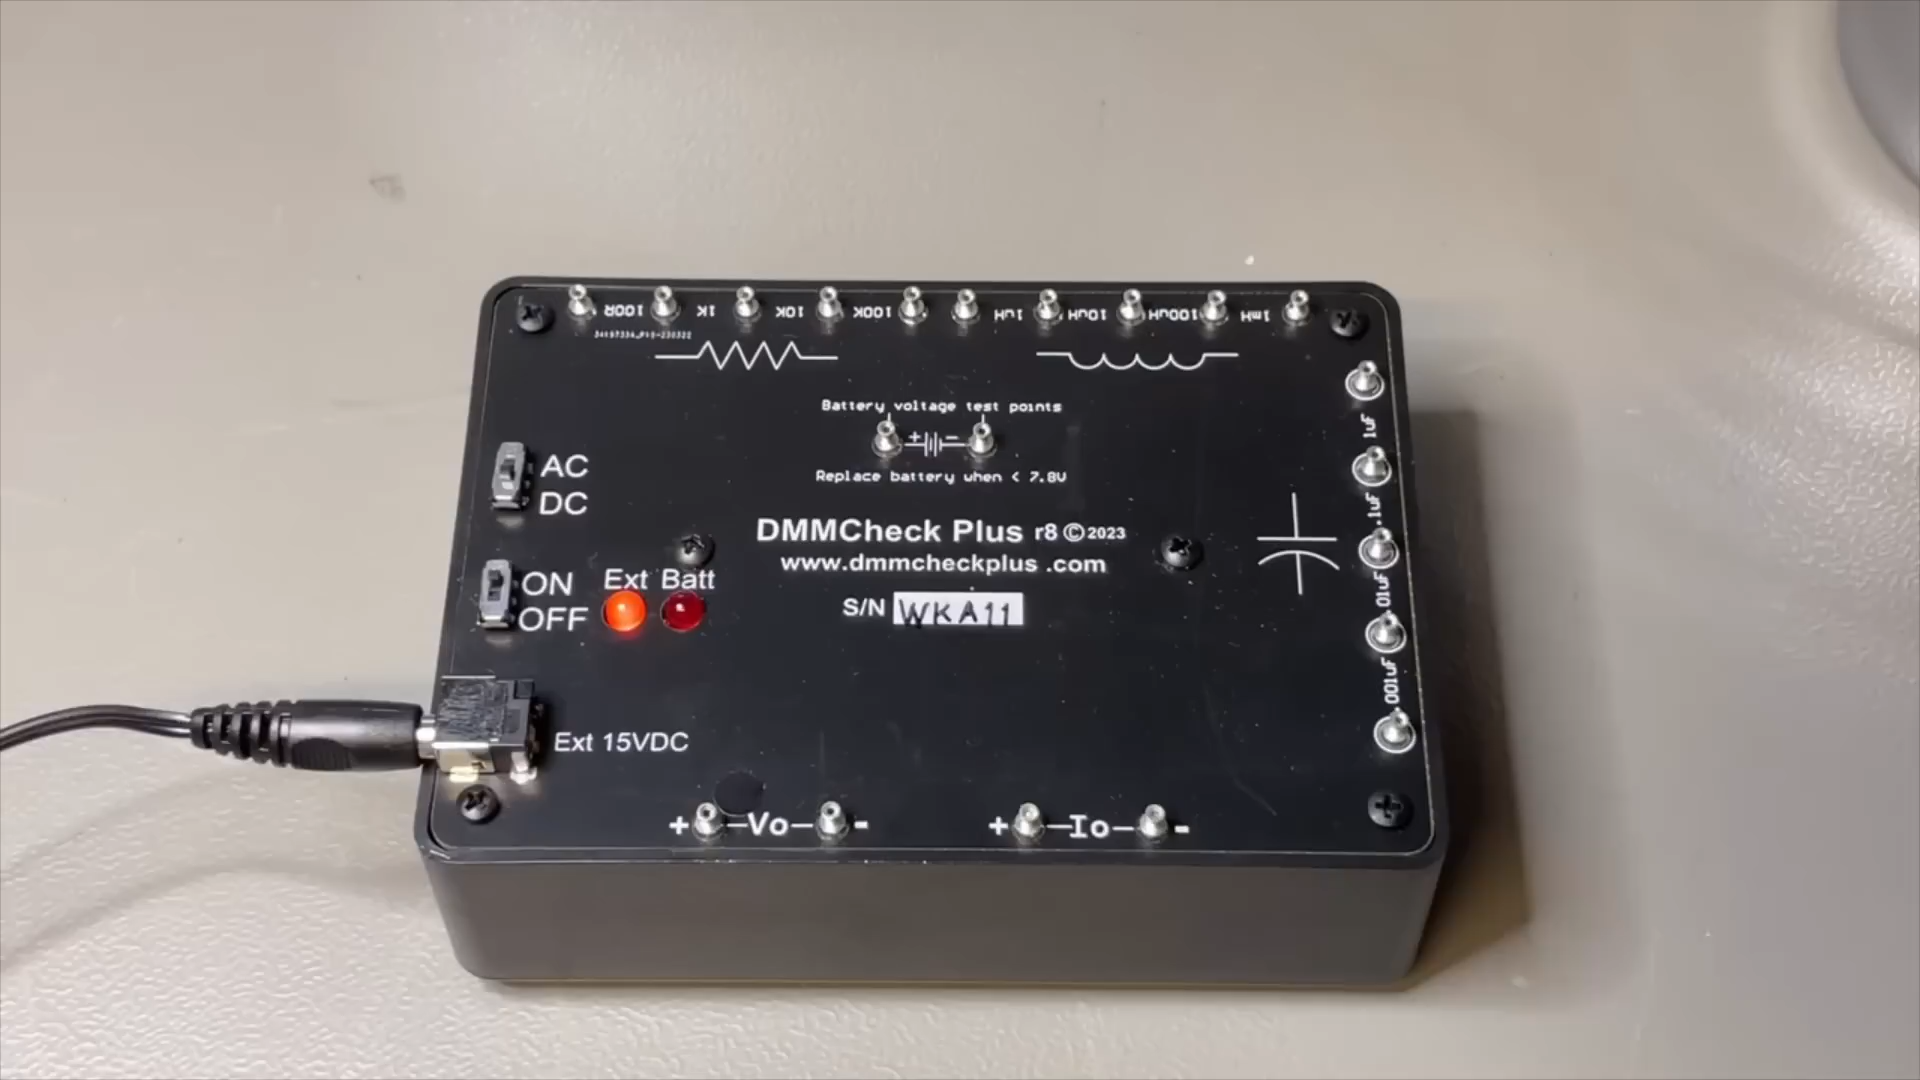 100R 1K 10K 100K 1uH 10uH 100uH 1mH
Battery voltage test points
+ -
Replace battery when < 7.8V
AC
DC
DMMCheck Plus r8 © 2023
www.dmmcheckplus .com
ON
OFF
Ext Batt
S/N WKA11
1uF
.1uF
.01uF
.001uF
Ext 15VDC
+ Vo -
+ Io -